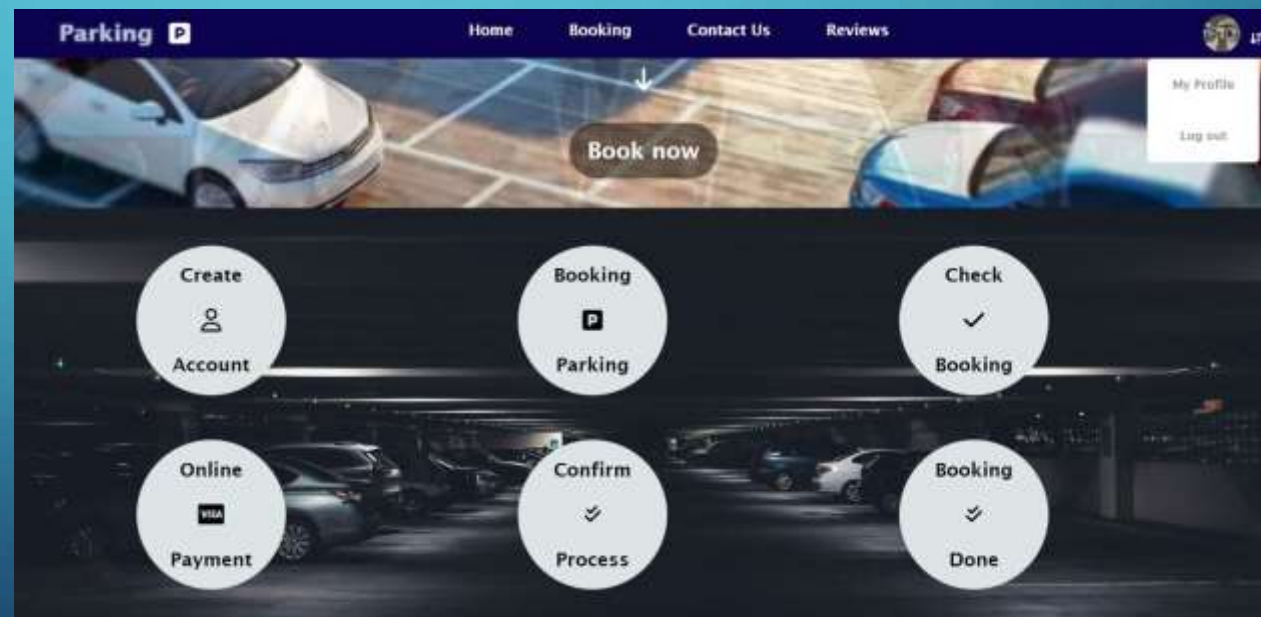 Parking P
Home Booking Contact Us Reviews
My Profile
Log out
Book now
Create
Account
Booking
P
Parking
Check
Booking
Online
VISA
Payment
Confirm
Process
Booking
Done